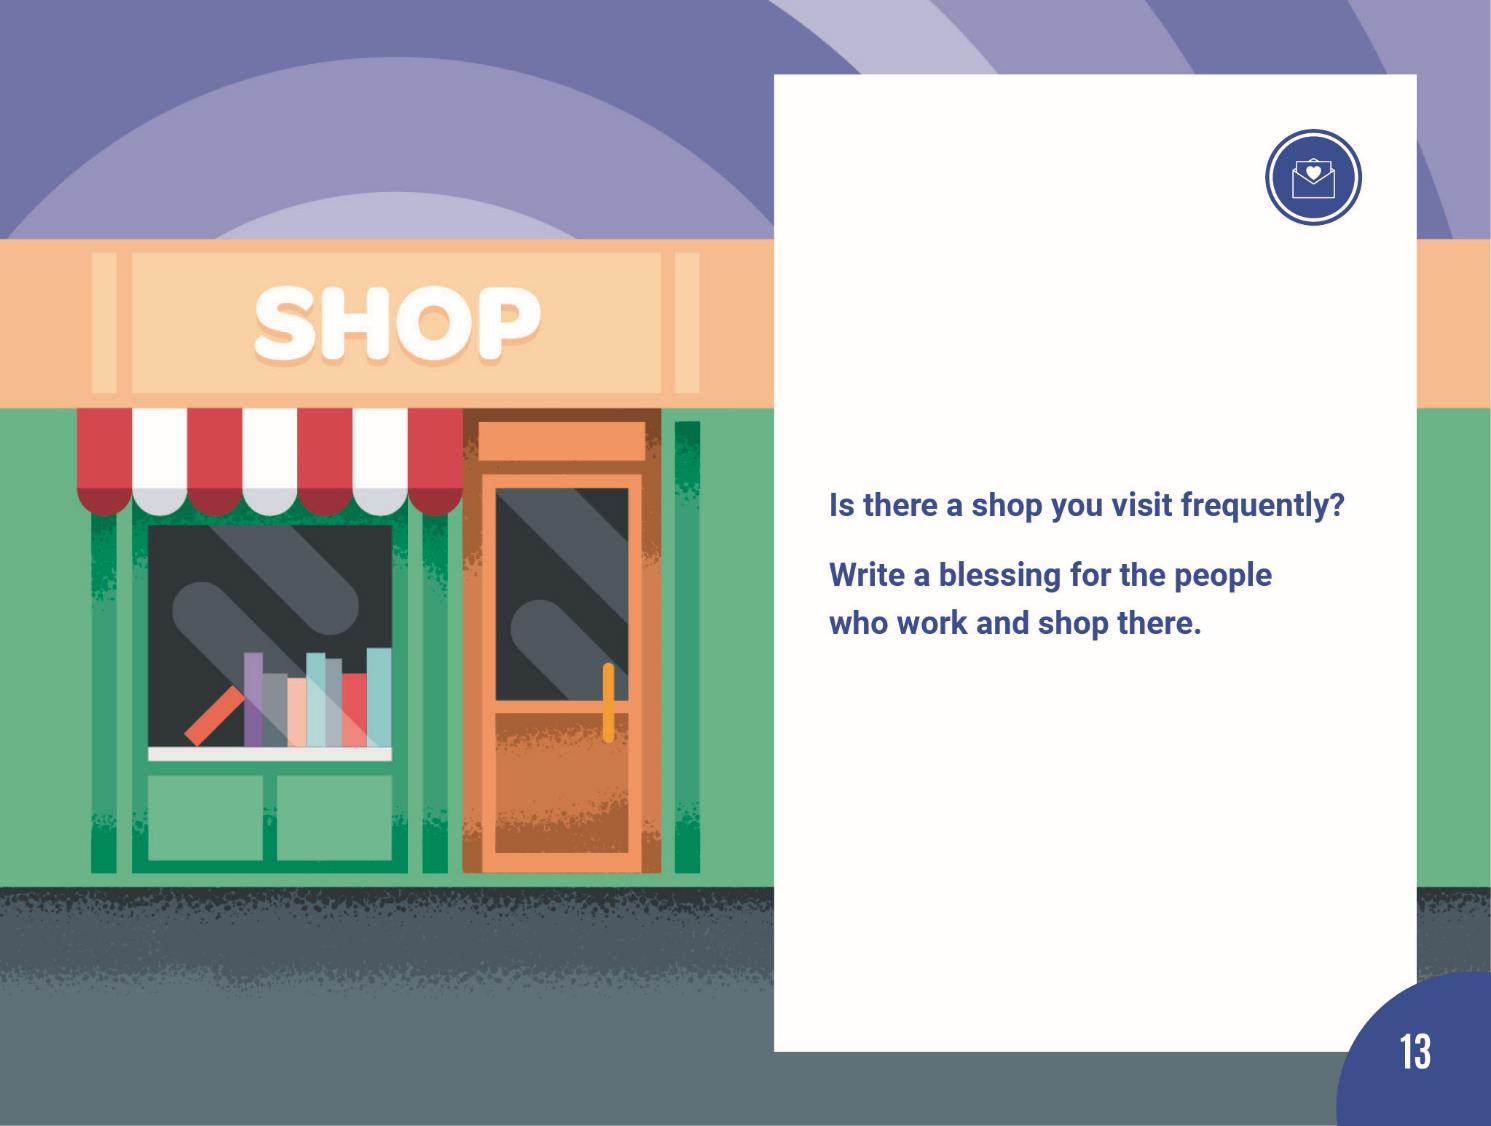 SHOP
Is there a shop you visit frequently?
Write a blessing for the people
who work and shop there.
13